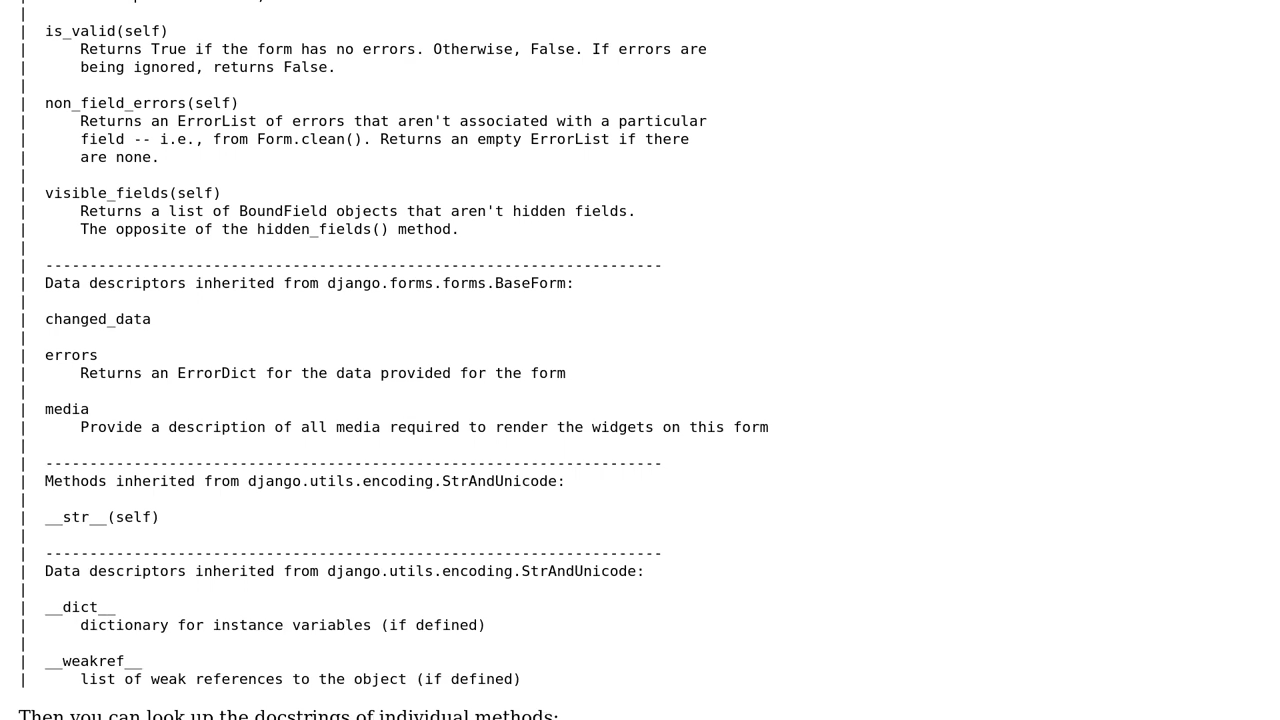 |
|  is_valid(self)
|      Returns True if the form has no errors. Otherwise, False. If errors are
|      being ignored, returns False.
|
|  non_field_errors(self)
|      Returns an ErrorList of errors that aren't associated with a particular
|      field -- i.e., from Form.clean(). Returns an empty ErrorList if there
|      are none.
|
|  visible_fields(self)
|      Returns a list of BoundField objects that aren't hidden fields.
|      The opposite of the hidden_fields() method.
|
|  ----------------------------------------------------------------------
|  Data descriptors inherited from django.forms.forms.BaseForm:
|
|  changed_data
|
|  errors
|      Returns an ErrorDict for the data provided for the form
|
|  media
|      Provide a description of all media required to render the widgets on this form
|
|  ----------------------------------------------------------------------
|  Methods inherited from django.utils.encoding.StrAndUnicode:
|
|  __str__(self)
|
|  ----------------------------------------------------------------------
|  Data descriptors inherited from django.utils.encoding.StrAndUnicode:
|
|  __dict__
|      dictionary for instance variables (if defined)
|
|  __weakref__
|      list of weak references to the object (if defined)
Then you can look up the docstrings of individual methods: